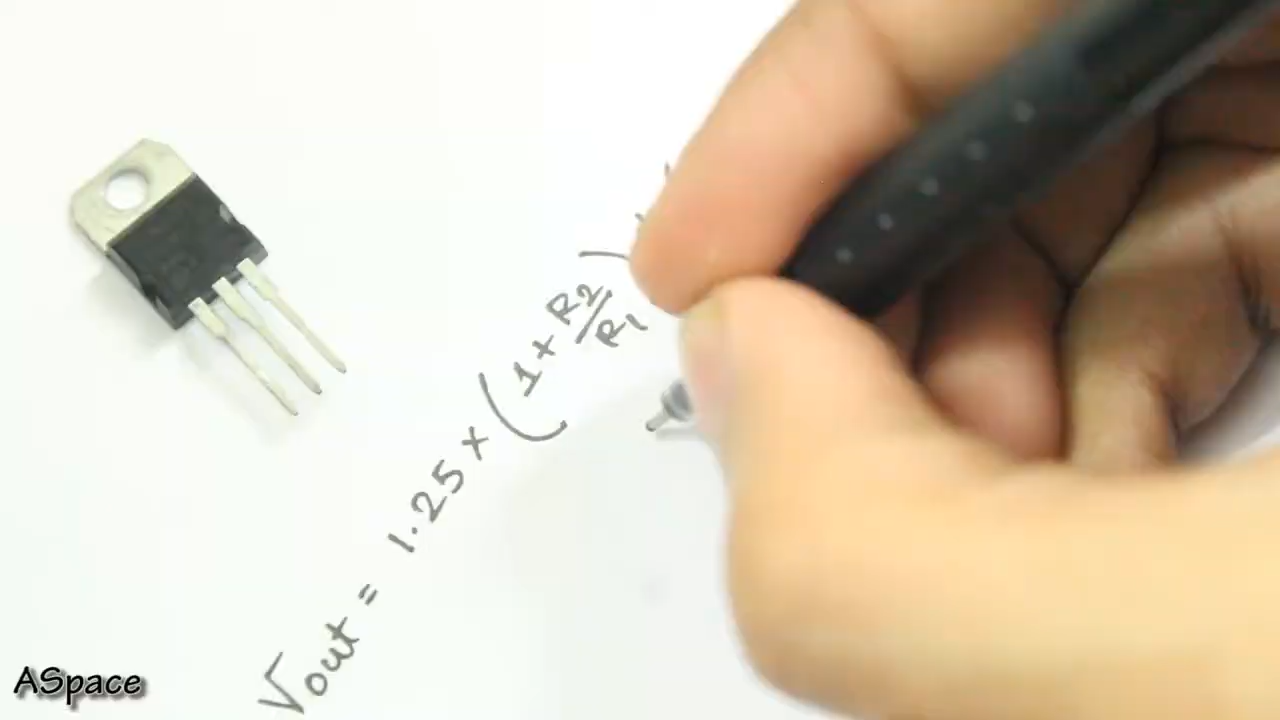 Vout = 1.25 × (1+R2/R1)
ASpace